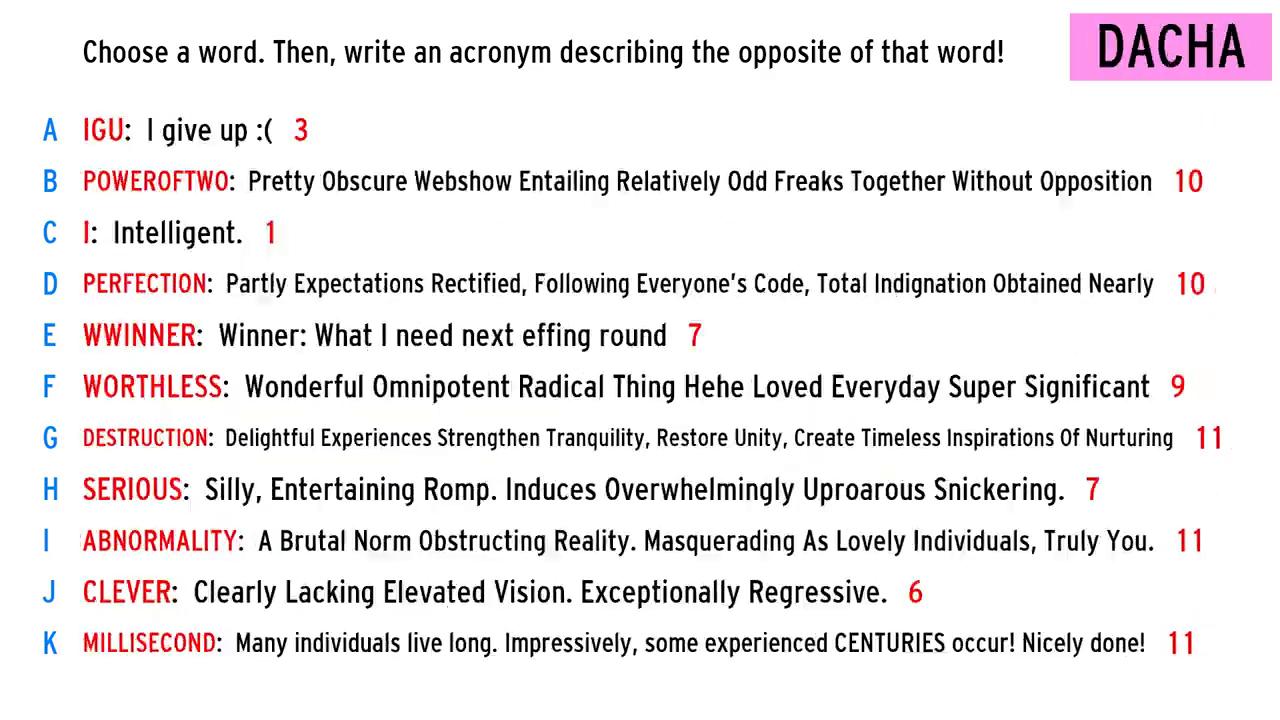 Choose a word. Then, write an acronym describing the opposite of that word!
DACHA
A IGU: I give up :( 3
B POWEROFTWO: Pretty Obscure Webshow Entailing Relatively Odd Freaks Together Without Opposition 10
C I: Intelligent. 1
D PERFECTION: Partly Expectations Rectified, Following Everyone's Code, Total Indignation Obtained Nearly 10
E WWINNER: Winner: What I need next effing round 7
F WORTHLESS: Wonderful Omnipotent Radical Thing Hehe Loved Everyday Super Significant 9
G DESTRUCTION: Delightful Experiences Strengthen Tranquility, Restore Unity, Create Timeless Inspirations Of Nurturing 11
H SERIOUS: Silly, Entertaining Romp. Induces Overwhelmingly Uproarous Snickering. 7
I ABNORMALITY: A Brutal Norm Obstructing Reality. Masquerading As Lovely Individuals, Truly You. 11
J CLEVER: Clearly Lacking Elevated Vision. Exceptionally Regressive. 6
K MILLISECOND: Many individuals live long. Impressively, some experienced CENTURIES occur! Nicely done! 11